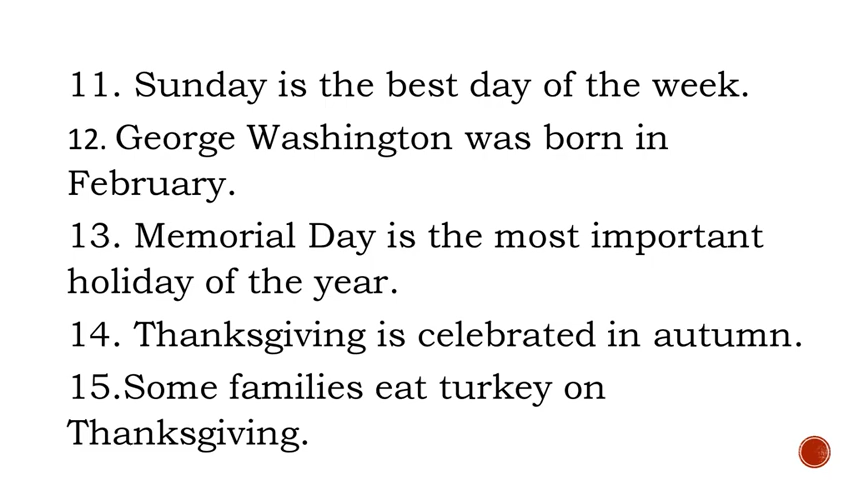 11. Sunday is the best day of the week.
12. George Washington was born in
February.
13. Memorial Day is the most important
holiday of the year.
14. Thanksgiving is celebrated in autumn.
15.Some families eat turkey on
Thanksgiving.